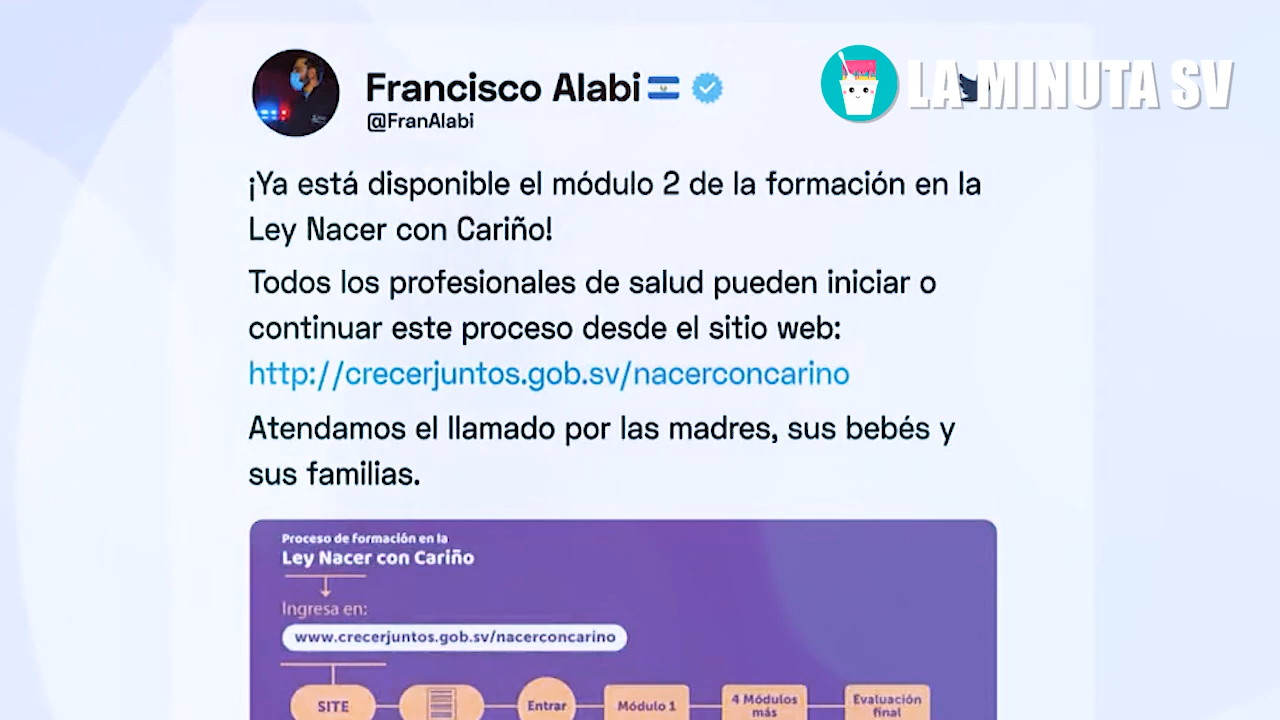 Francisco Alabi
@FranAlabi
LA MINUTA SV
¡Ya está disponible el módulo 2 de la formación en la
Ley Nacer con Cariño!
Todos los profesionales de salud pueden iniciar o
continuar este proceso desde el sitio web:
http://crecerjuntos.gob.sv/nacerconcarino
Atendamos el llamado por las madres, sus bebés y
sus familias.
Proceso de formación en la
Ley Nacer con Cariño
Ingresa en:
www.crecerjuntos.gob.sv/nacerconcarino
SITE
Entrar
Módulo 1
4 Módulos
más
Evaluación
final